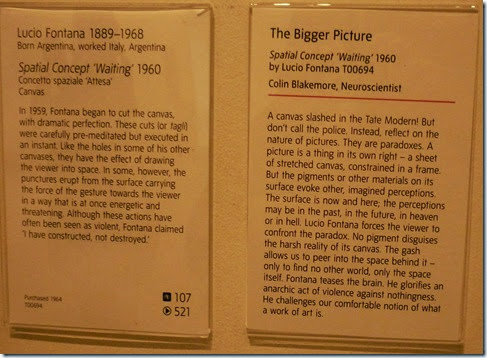 Lucio Fontana 1889–1968
Born Argentina, worked Italy, Argentina
Spatial Concept 'Waiting' 1960
Concetto spaziale 'Attesa'
Canvas
In 1959, Fontana began to cut the canvas,
with dramatic perfection. These cuts (or tagli)
were carefully pre-meditated but executed in
an instant. Like the holes in some of his other
canvases, they have the effect of drawing
the viewer into space. In some, however, the
punctures erupt from the surface carrying
the force of the gesture towards the viewer
in a way that is at once energetic and
threatening. Although these actions have
often been seen as violent, Fontana claimed
'I have constructed, not destroyed.'
Purchased 1964
T00694
107
521
The Bigger Picture
Spatial Concept 'Waiting' 1960
by Lucio Fontana T00694
Colin Blakemore, Neuroscientist
A canvas slashed in the Tate Modern! But
don't call the police. Instead, reflect on the
nature of pictures. They are paradoxes. A
picture is a thing in its own right – a sheet
of stretched canvas, constrained in a frame.
But the pigments or other materials on its
surface evoke other, imagined perceptions.
The surface is now and here; the perceptions
may be in the past, in the future, in heaven
or in hell. Lucio Fontana forces the viewer to
confront the paradox. No pigment disguises
the harsh reality of its canvas. The gash
allows us to peer into the space behind it –
only to find no other world, only the space
itself. Fontana teases the brain. He glorifies an
anarchic act of violence against nothingness.
He challenges our comfortable notion of what
a work of art is.